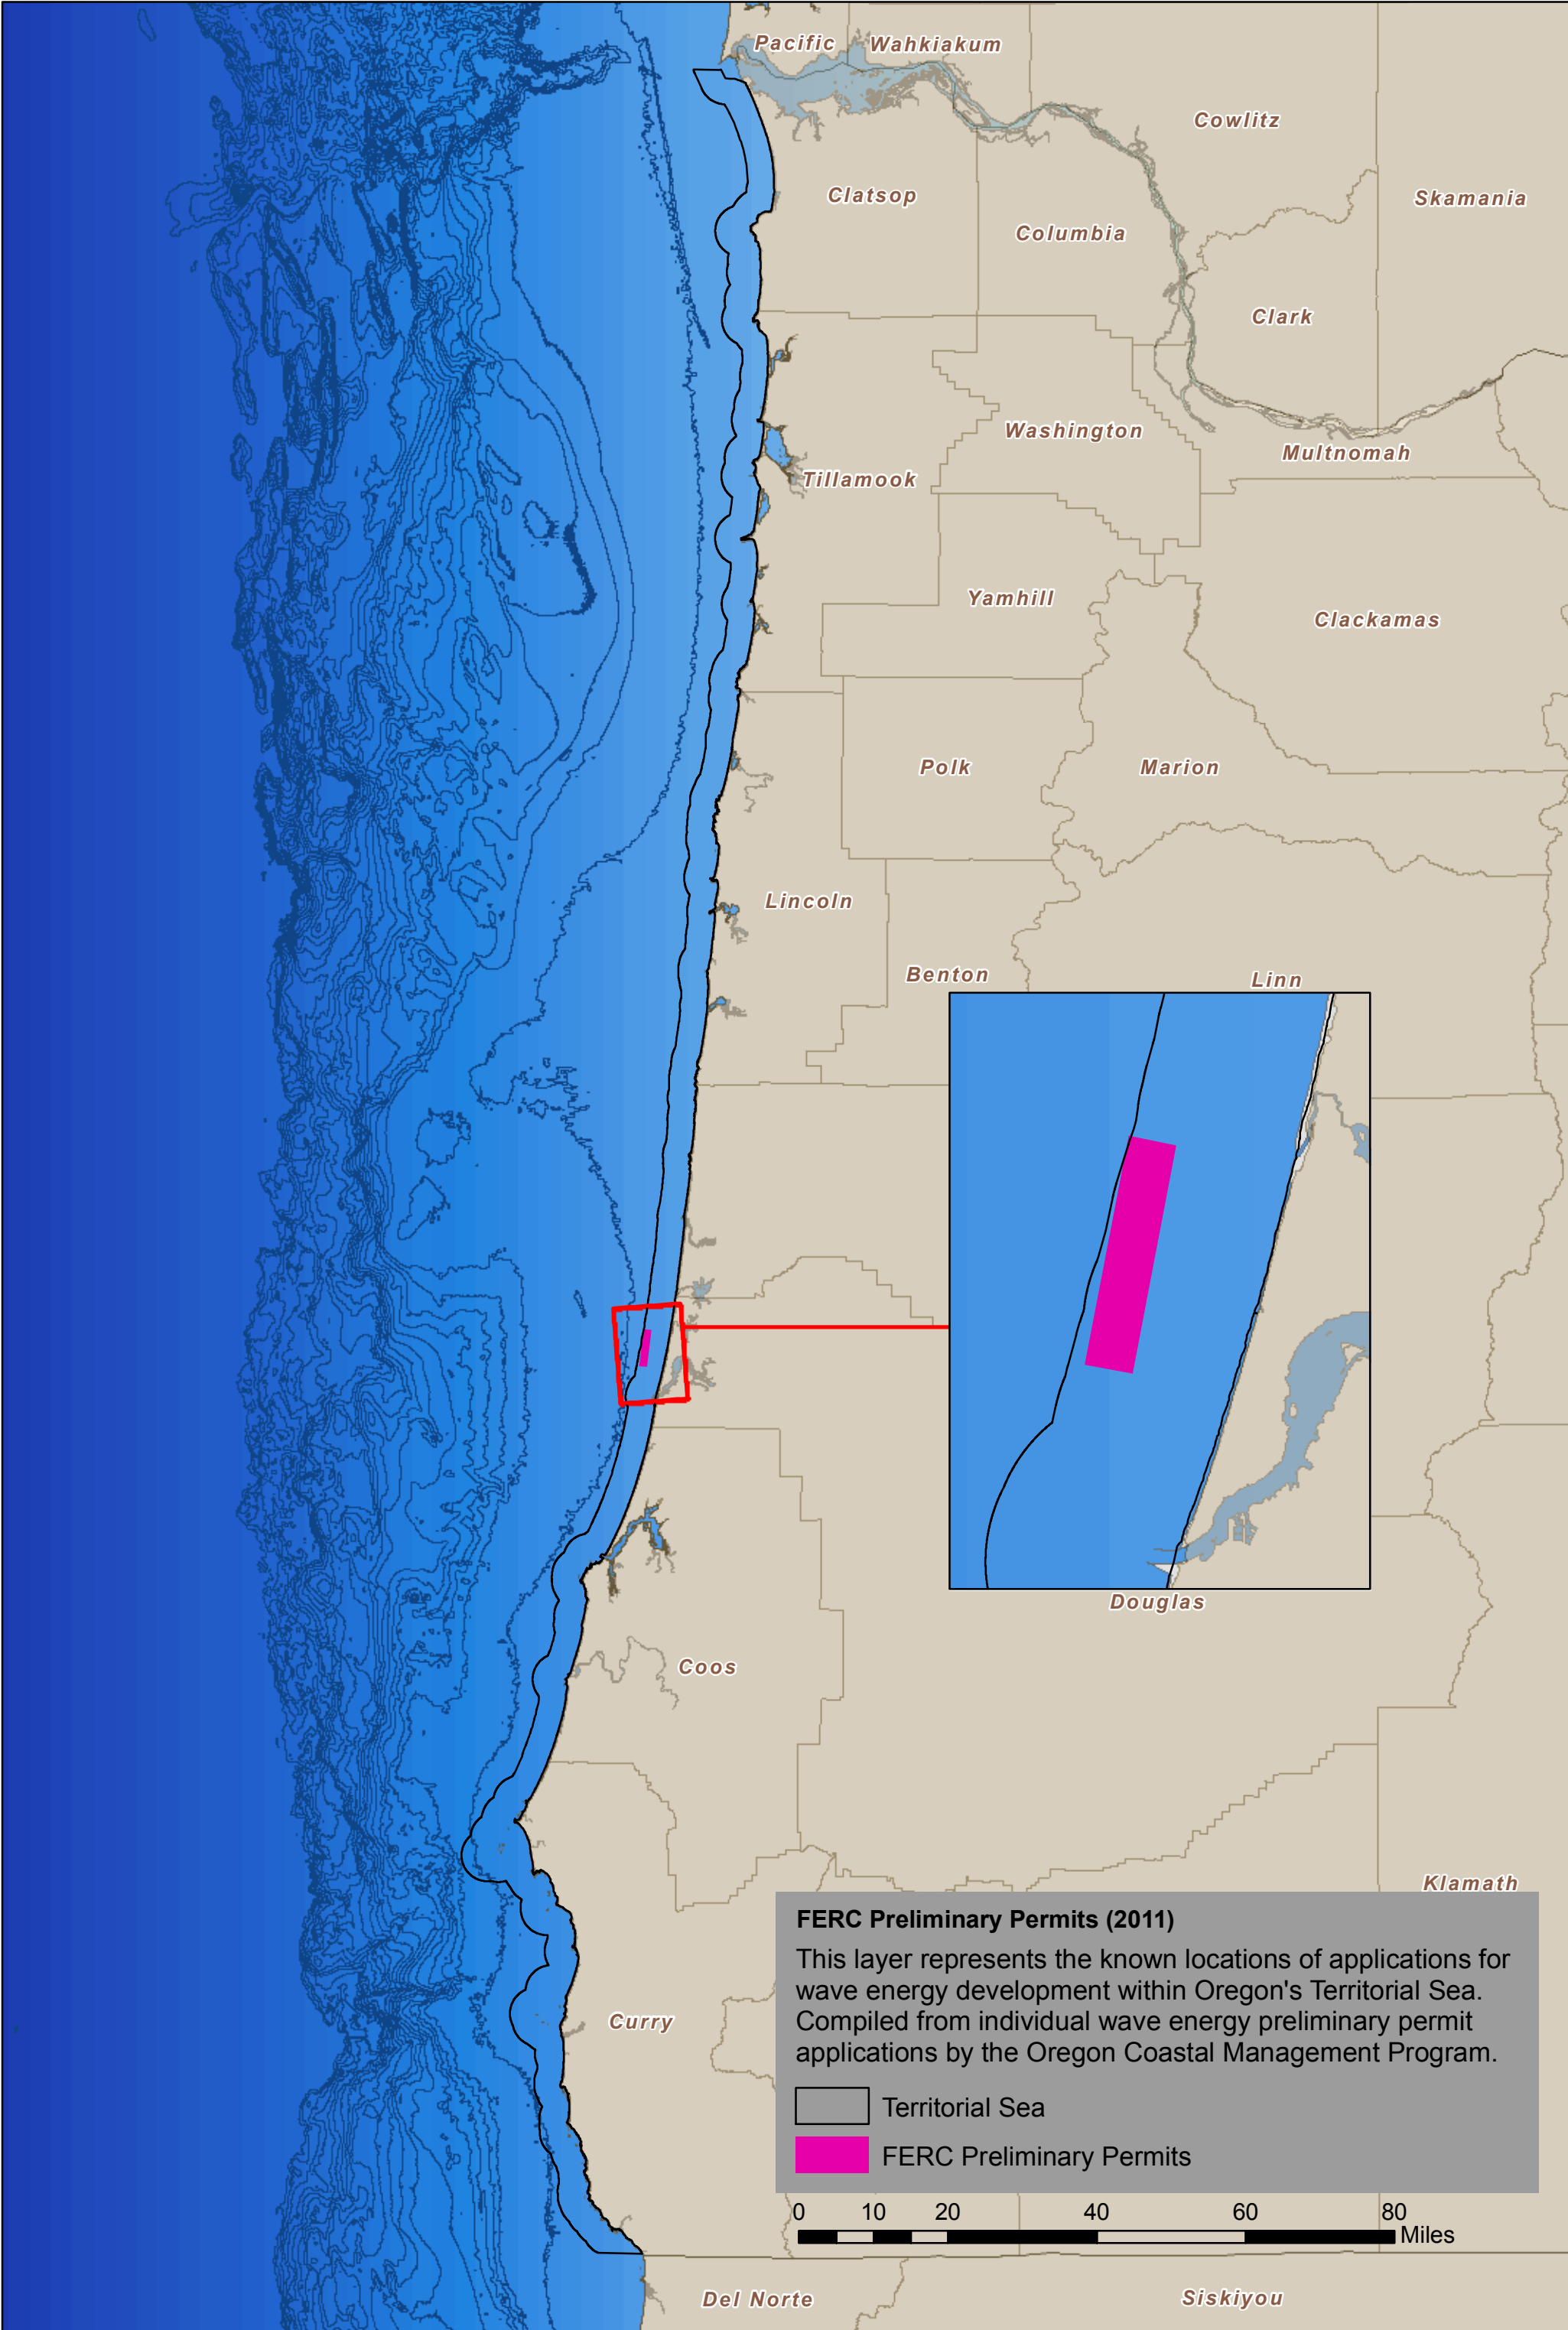 Pacific
Wahkiakum
Cowlitz
Clatsop
Skamania
Columbia
Clark
Washington
Multnomah
Tillamook
Yamhill
Clackamas
Polk
Marion
Lincoln
Benton
Linn
Douglas
Coos
Klamath
Curry
FERC Preliminary Permits (2011)
This layer represents the known locations of applications for
wave energy development within Oregon's Territorial Sea.
Compiled from individual wave energy preliminary permit
applications by the Oregon Coastal Management Program.
Territorial Sea
FERC Preliminary Permits
0 10 20 40 60 80
Miles
Del Norte
Siskiyou